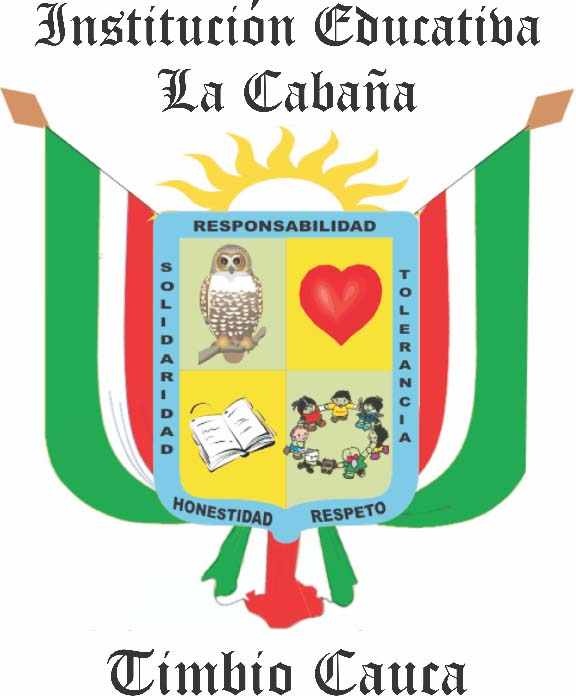 Institución Educativa
La Cabaña
RESPONSABILIDAD
SOLIDARIDAD
TOLERANCIA
HONESTIDAD
RESPETO
Timbio Cauca